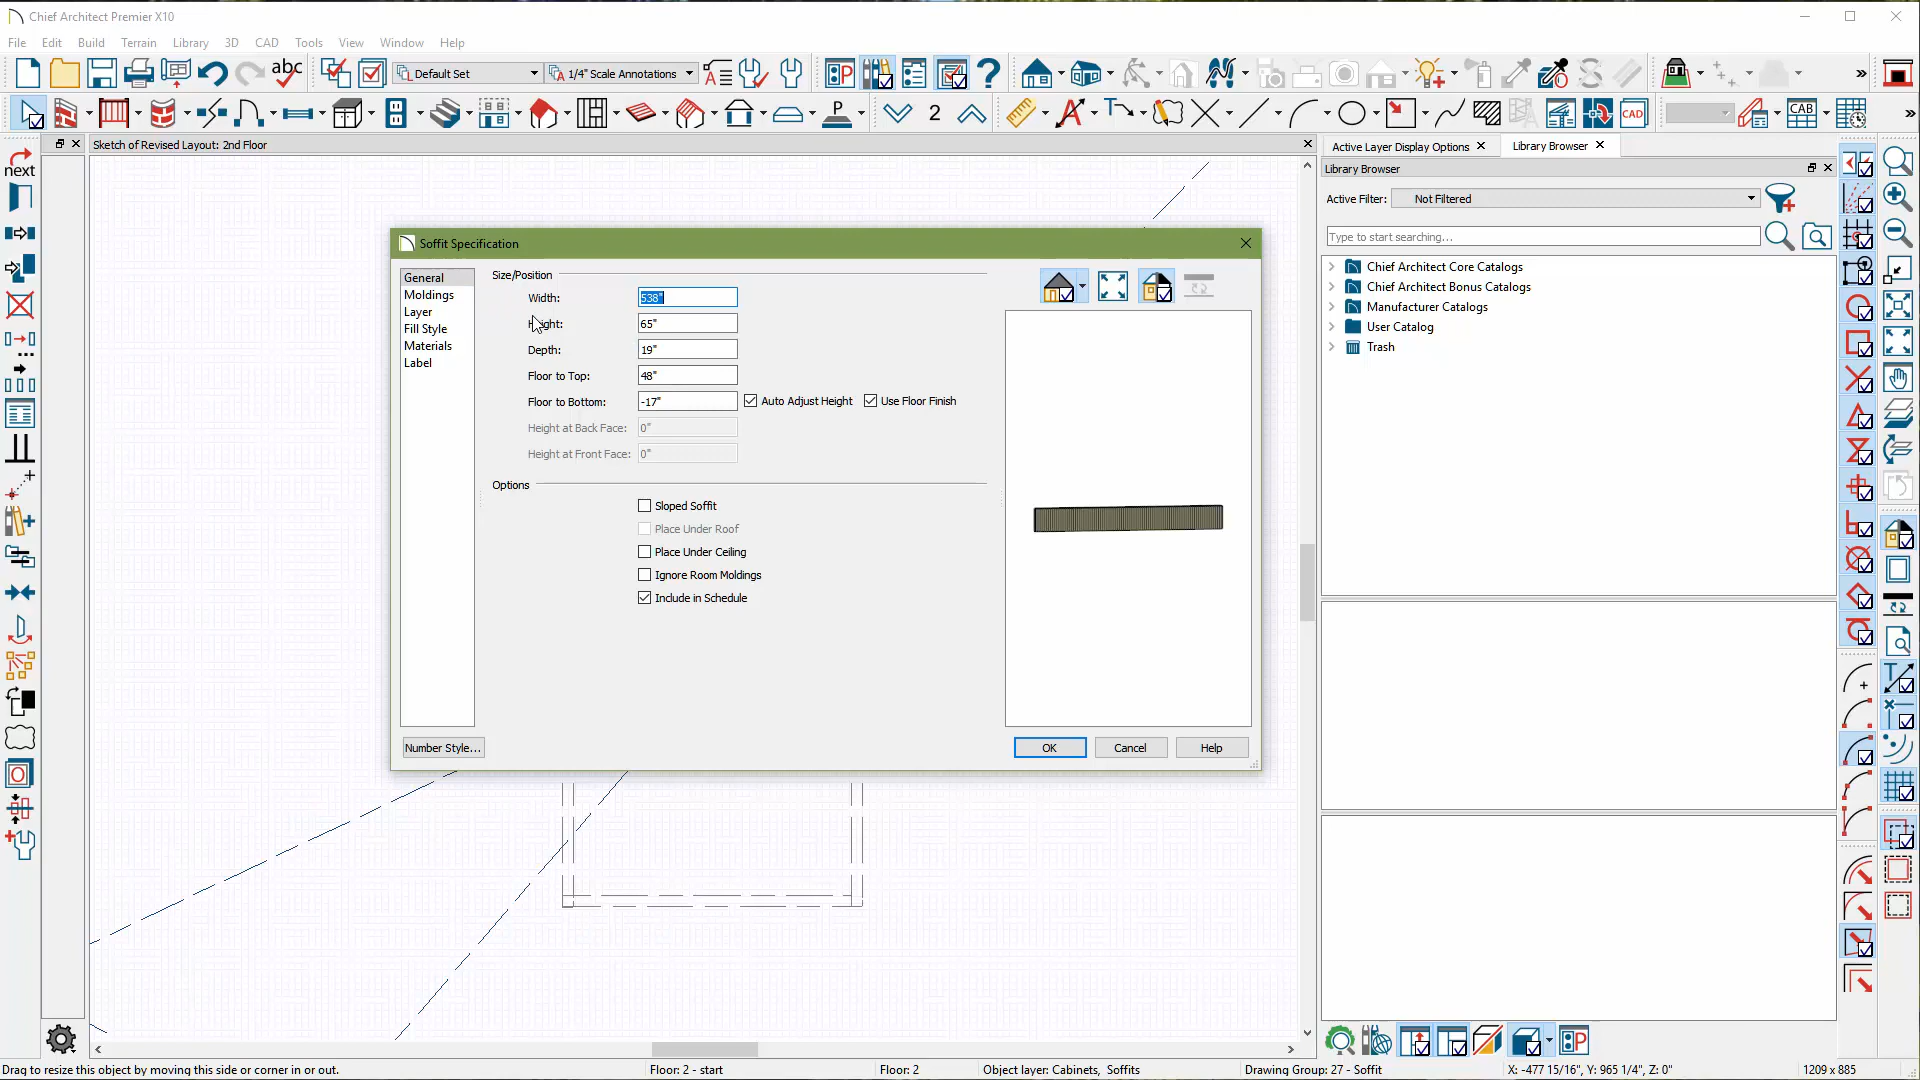 Chief Architect Premier X10
File Edit Build Terrain Library 3D CAD Tools View Window Help
abc
Default Set
1/4" Scale Annotations
2
CAD
CAB
next
Sketch of Revised Layout: 2nd Floor
Active Layer Display Options
Library Browser
Library Browser
Active Filter:
Not Filtered
Type to start searching...
Chief Architect Core Catalogs
Chief Architect Bonus Catalogs
Manufacturer Catalogs
User Catalog
Trash
Soffit Specification
General
Moldings
Layer
Fill Style
Materials
Label
Size/Position
Width: 538"
Height: 65"
Depth: 19"
Floor to Top: 48"
Floor to Bottom: -17" Auto Adjust Height Use Floor Finish
Height at Back Face: 0"
Height at Front Face: 0"
Options
Sloped Soffit
Place Under Roof
Place Under Ceiling
Ignore Room Moldings
Include in Schedule
Number Style...
OK
Cancel
Help
Drag to resize this object by moving this side or corner in or out.
Floor: 2 - start
Floor: 2
Object layer: Cabinets, Soffits
Drawing Group: 27 - Soffit
X: -477 15/16", Y: 965 1/4", Z: 0"
1209 x 885